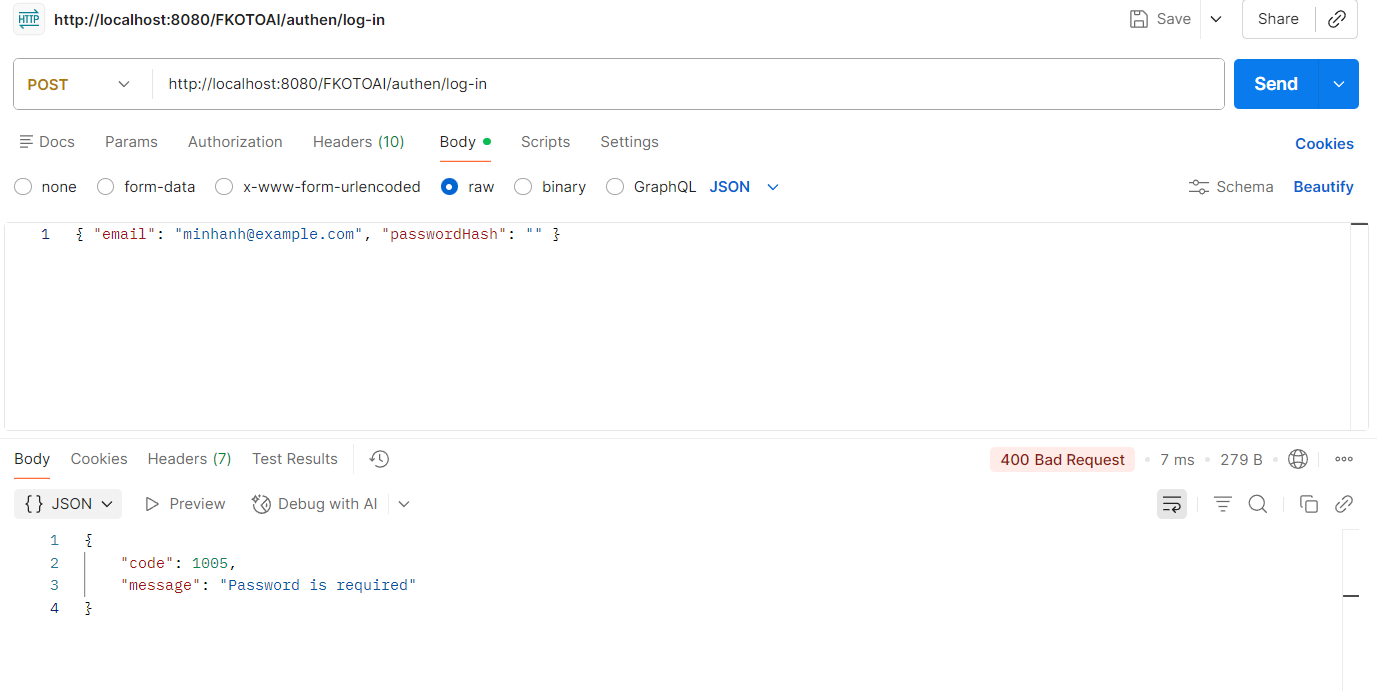 HTTP http://localhost:8080/FKOTOAI/authen/log-in Save Share
POST http://localhost:8080/FKOTOAI/authen/log-in Send
Docs Params Authorization Headers (10) Body Scripts Settings Cookies
none form-data x-www-form-urlencoded raw binary GraphQL JSON Schema Beautify
1 { "email": "minhanh@example.com", "passwordHash": "" }
Body Cookies Headers (7) Test Results 400 Bad Request 7 ms 279 B
{} JSON Preview Debug with AI
1 {
2 "code": 1005,
3 "message": "Password is required"
4 }